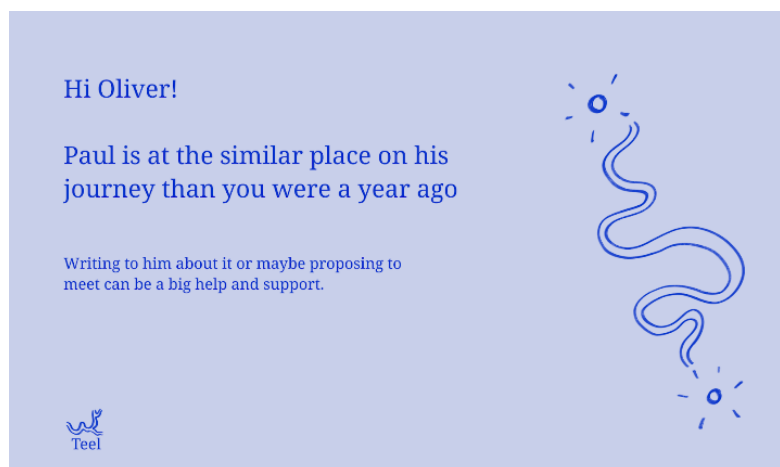 Hi Oliver!
Paul is at the similar place on his
journey than you were a year ago
Writing to him about it or maybe proposing to
meet can be a big help and support.
Teel